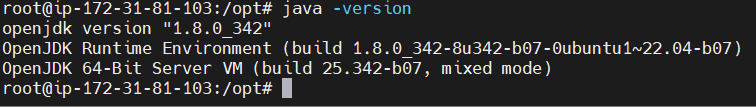 root@ip-172-31-81-103:/opt# java -version
openjdk version "1.8.0_342"
OpenJDK Runtime Environment (build 1.8.0_342-8u342-b07-0ubuntu1~22.04-b07)
OpenJDK 64-Bit Server VM (build 25.342-b07, mixed mode)
root@ip-172-31-81-103:/opt#